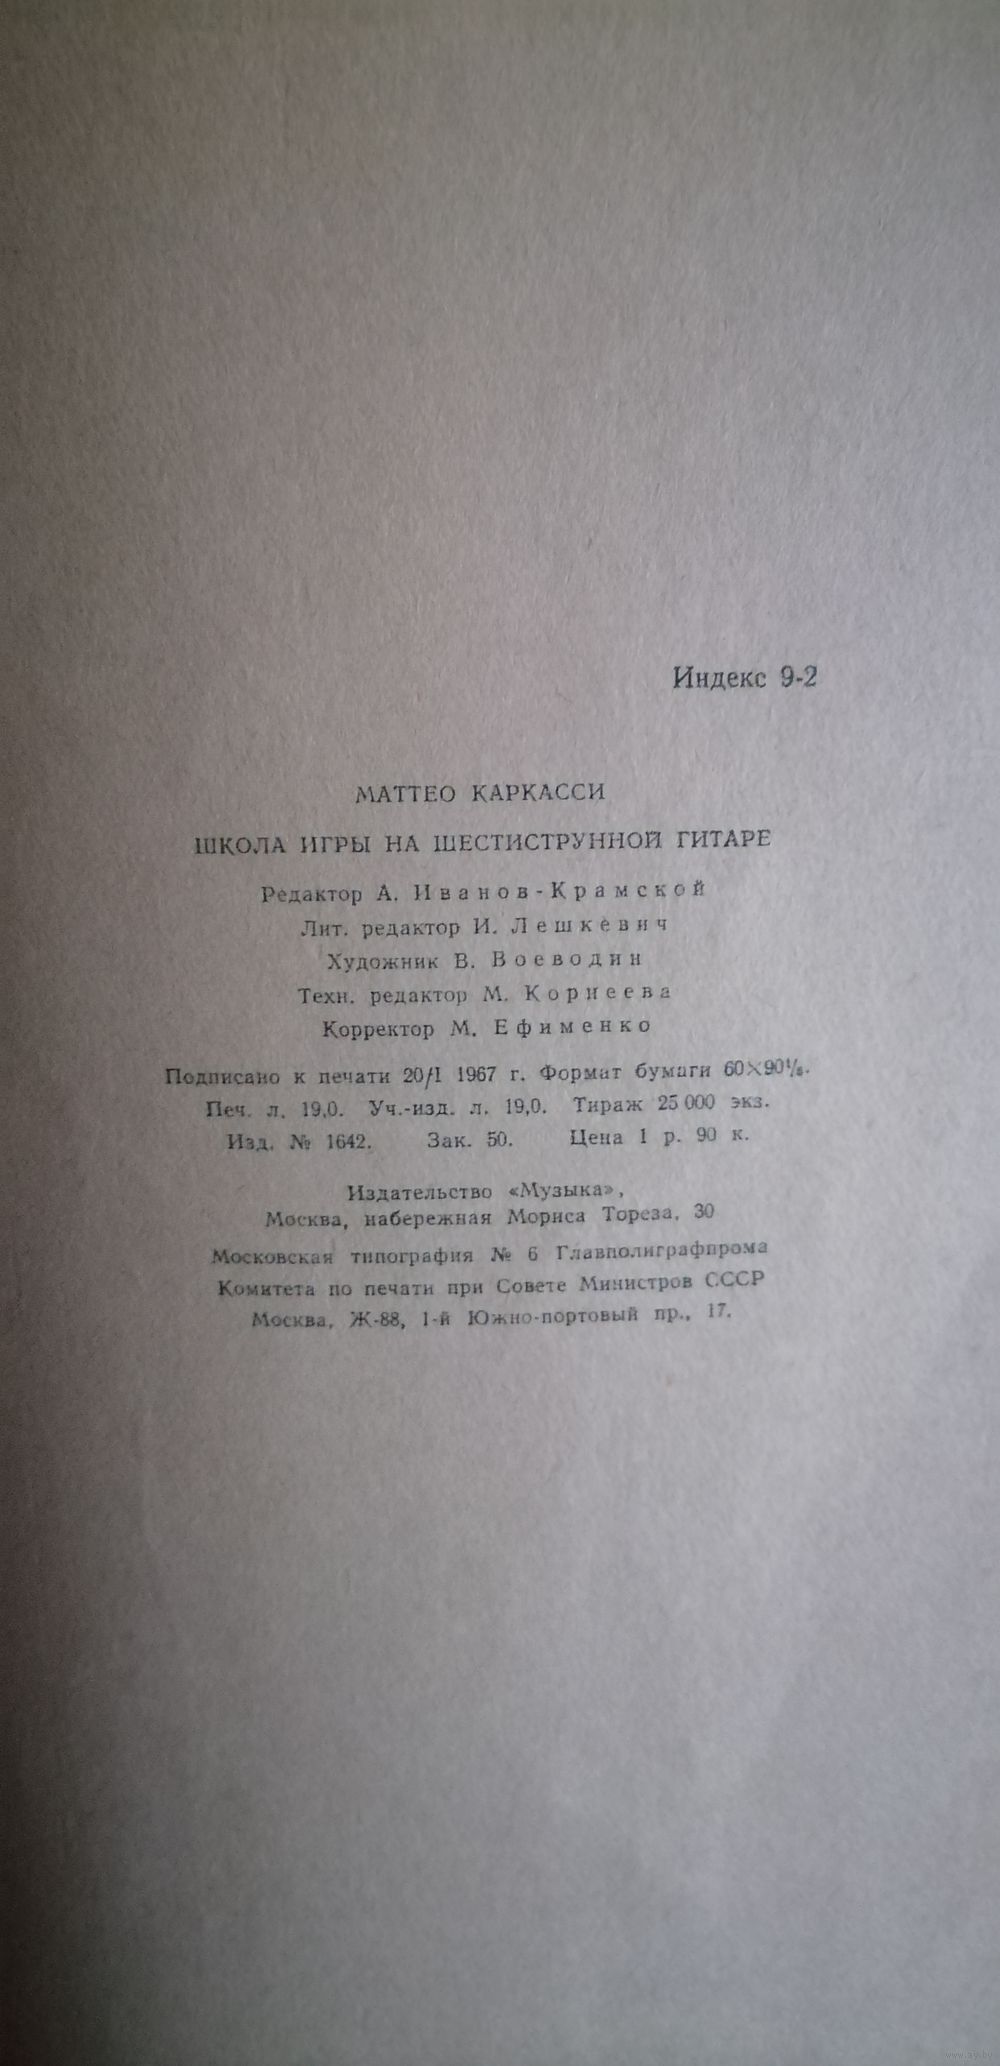 Индекс 9-2
МАТТЕО КАРКАССИ
ШКОЛА ИГРЫ НА ШЕСТИСТРУННОЙ ГИТАРЕ
Редактор А. Иванов-Крамской
Лит. редактор И. Лешкевич
Художник В. Воеводин
Техн. редактор М. Корнеева
Корректор М. Ефименко
Подписано к печати 20/I 1967 г. Формат бумаги 60×90⅛.
Печ. л. 19,0. Уч.-изд. л. 19,0. Тираж 25 000 экз.
Изд. № 1642. Зак. 50. Цена 1 р. 90 к.
Издательство «Музыка»,
Москва, набережная Мориса Тореза, 30
Московская типография № 6 Главполиграфпрома
Комитета по печати при Совете Министров СССР
Москва, Ж-88, 1-й Южно-портовый пр., 17.